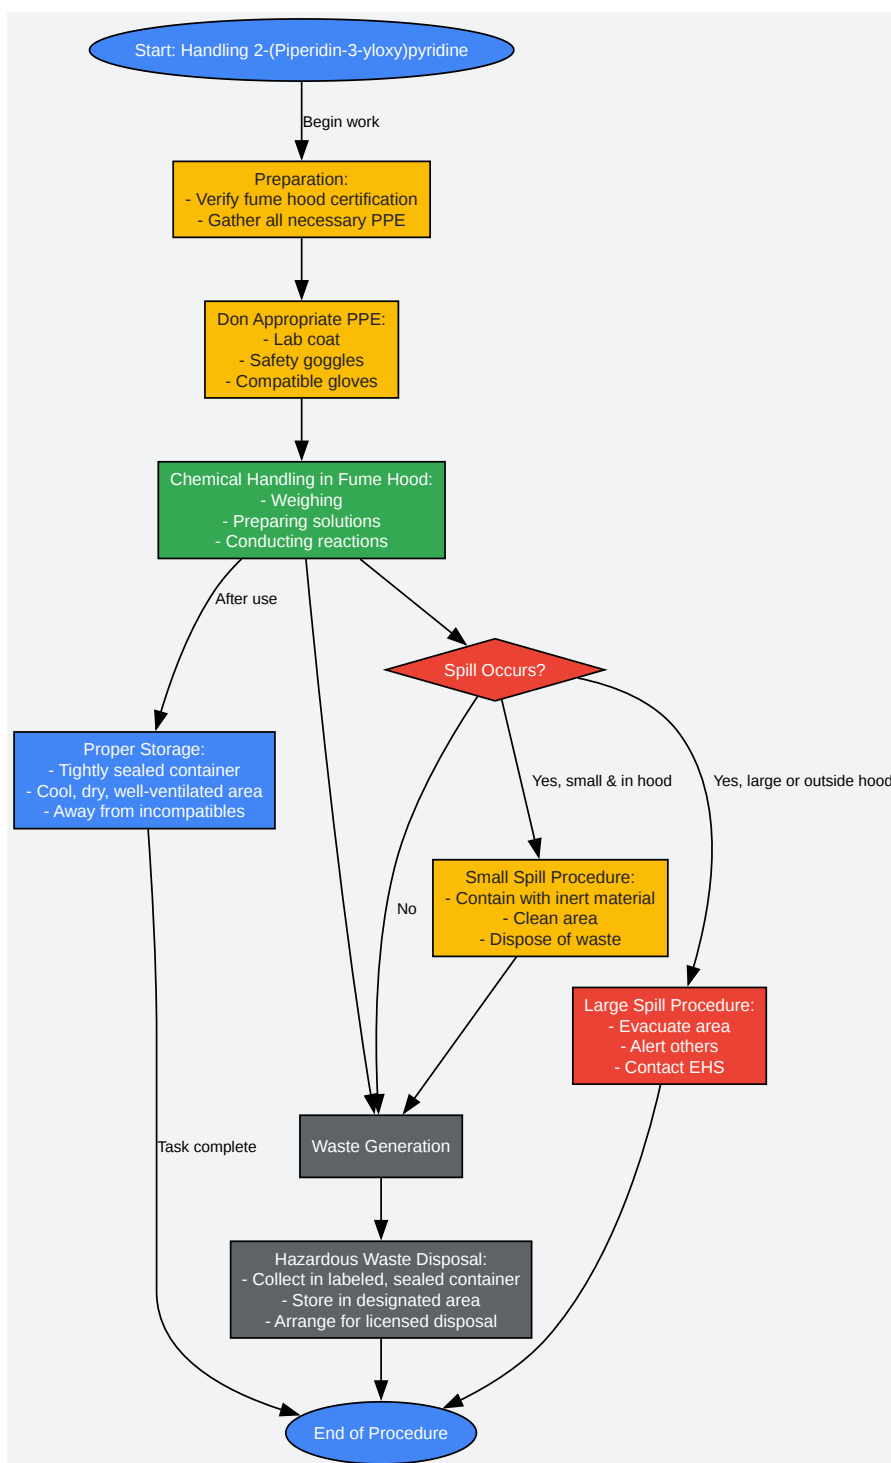 Start: Handling 2-(Piperidin-3-yloxy)pyridine
Begin work
Preparation:
- Verify fume hood certification
- Gather all necessary PPE
Don Appropriate PPE:
- Lab coat
- Safety goggles
- Compatible gloves
Chemical Handling in Fume Hood:
- Weighing
- Preparing solutions
- Conducting reactions
After use
Spill Occurs?
Proper Storage:
- Tightly sealed container
- Cool, dry, well-ventilated area
- Away from incompatibles
Yes, small & in hood
Yes, large or outside hood
No
Small Spill Procedure:
- Contain with inert material
- Clean area
- Dispose of waste
Large Spill Procedure:
- Evacuate area
- Alert others
- Contact EHS
Task complete
Waste Generation
Hazardous Waste Disposal:
- Collect in labeled, sealed container
- Store in designated area
- Arrange for licensed disposal
End of Procedure